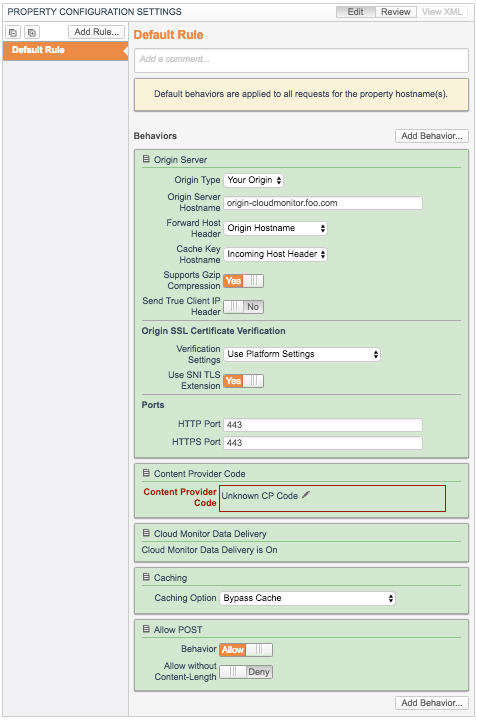 PROPERTY CONFIGURATION SETTINGS
Edit Review View XML
Add Rule...
Default Rule
Default Rule
Add a comment...
Default behaviors are applied to all requests for the property hostname(s).
Behaviors
Add Behavior...
Origin Server
Origin Type Your Origin
Origin Server
Hostname
origin-cloudmonitor.foo.com
Forward Host
Header
Origin Hostname
Cache Key
Hostname
Incoming Host Header
Supports Gzip
Compression
Yes
Send True Client IP
Header
No
Origin SSL Certificate Verification
Verification
Settings
Use Platform Settings
Use SNI TLS
Extension
Yes
Ports
HTTP Port 443
HTTPS Port 443
Content Provider Code
Content Provider
Code
Unknown CP Code
Cloud Monitor Data Delivery
Cloud Monitor Data Delivery is On
Caching
Caching Option Bypass Cache
Allow POST
Behavior Allow
Allow without
Content-Length
Deny
Add Behavior...